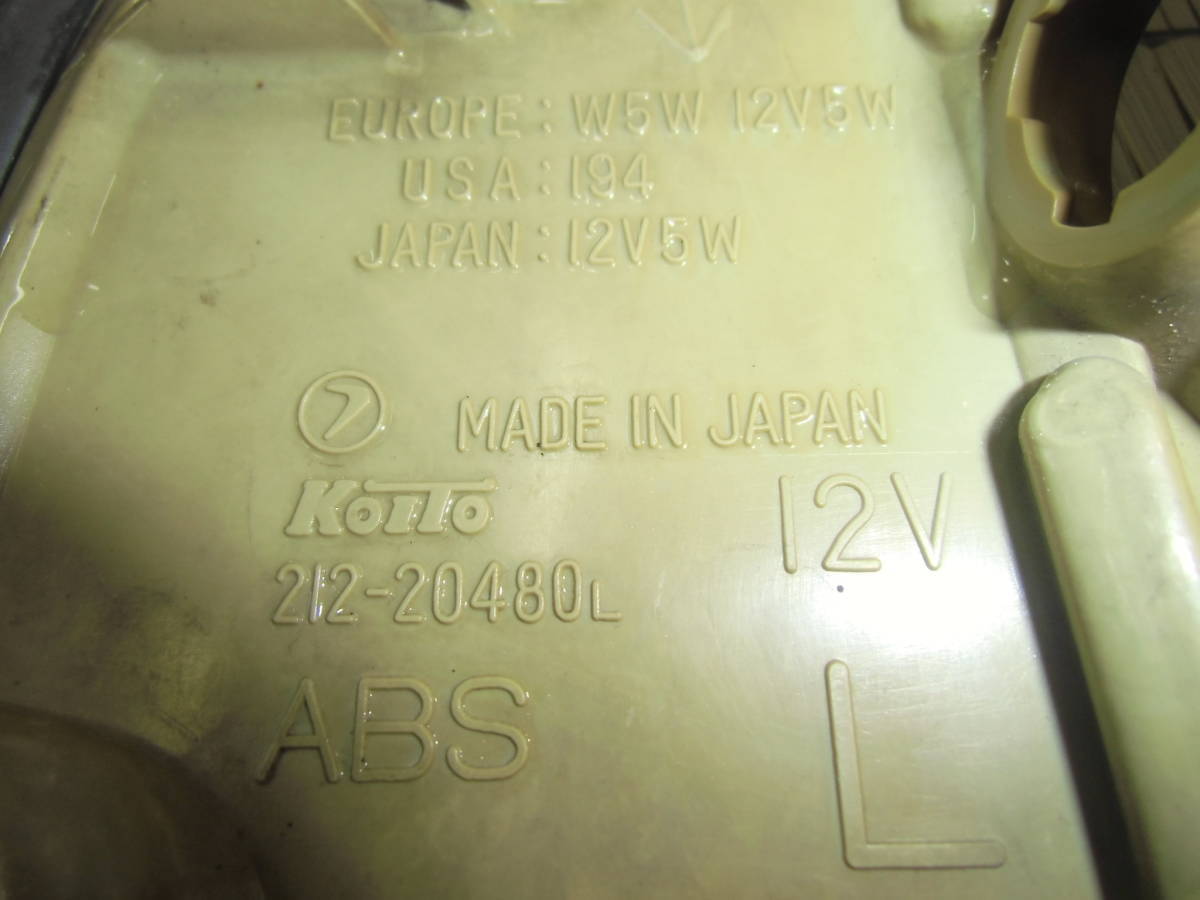 EUROPE: W5W 12V5W
USA: 194
JAPAN: 12V5W
MADE IN JAPAN
KOITO
12V
212-20480L
ABS
L